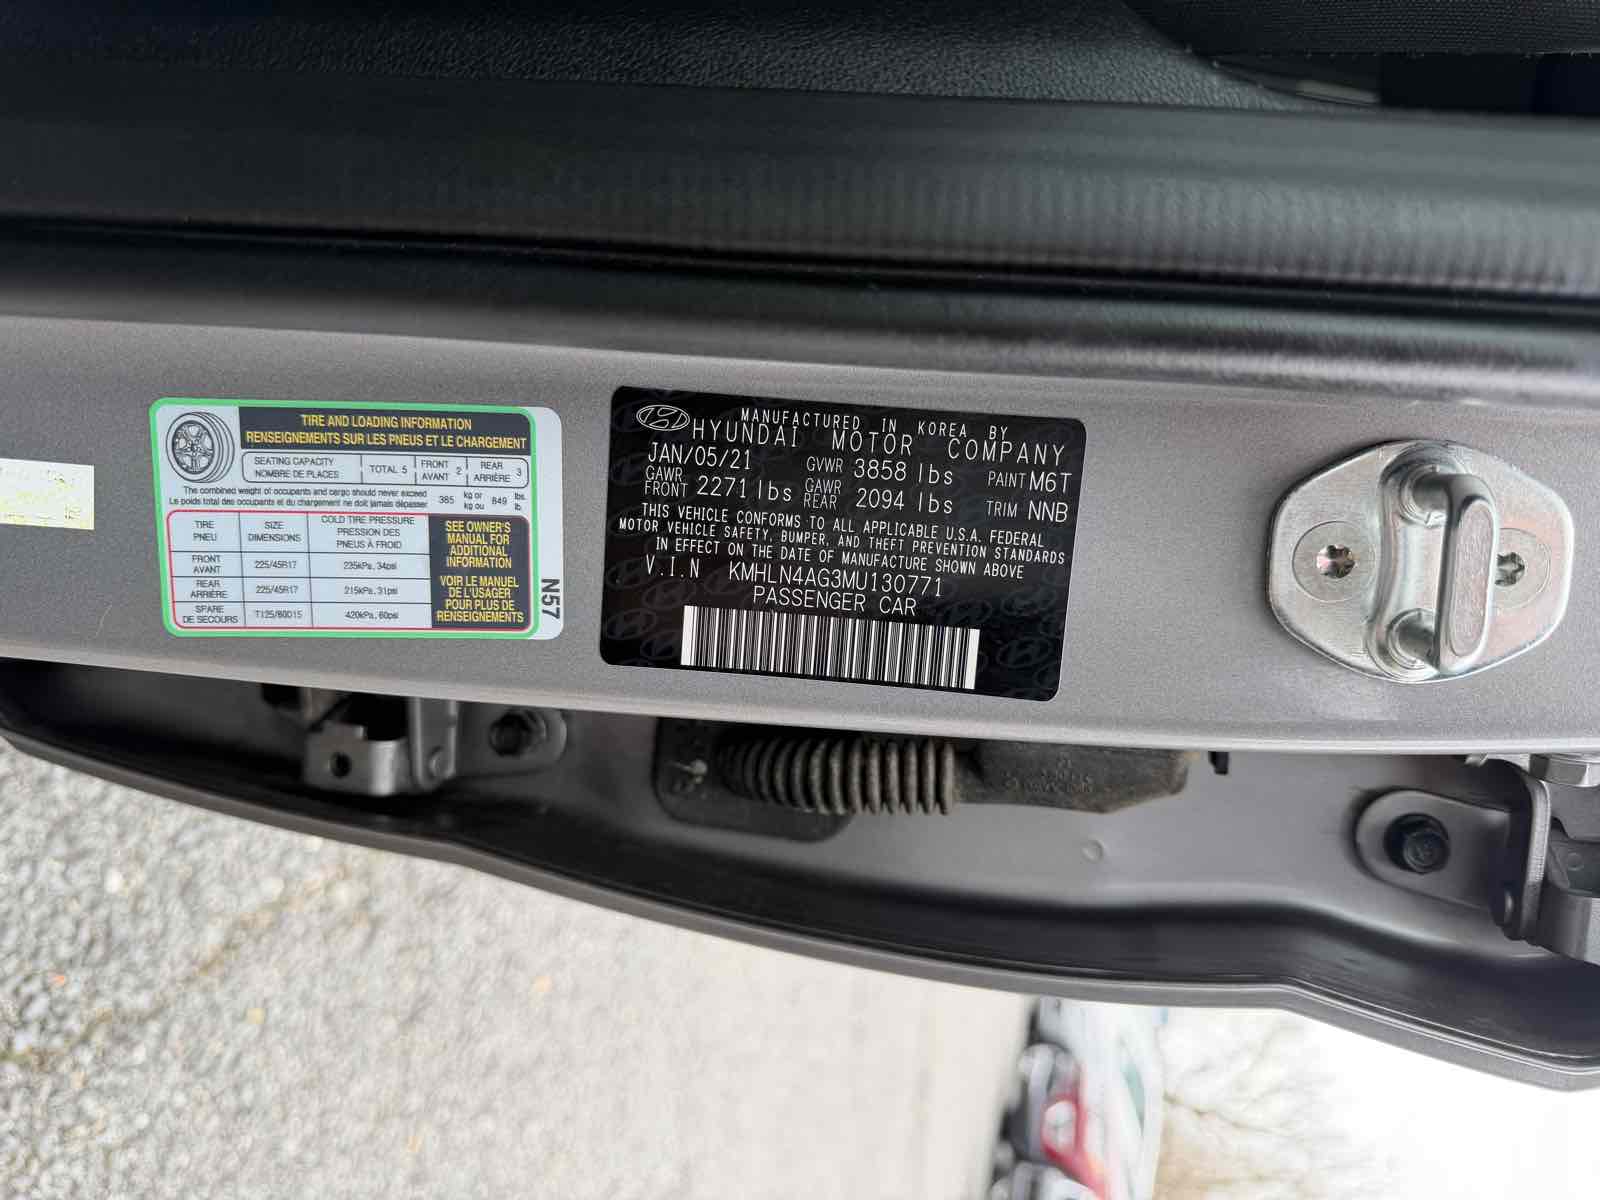 TIRE AND LOADING INFORMATION
RENSEIGNEMENTS SUR LES PNEUS ET LE CHARGEMENT
SEATING CAPACITY
NOMBRE DE PLACES
TOTAL 5
FRONT
AVANT
2
REAR
ARRIÈRE
3
The combined weight of occupants and cargo should never exceed
Le poids total des occupants et du chargement ne doit jamais dépasser
385
kg or
kg ou
849
lbs.
lb.
TIRE
PNEU
SIZE
DIMENSIONS
COLD TIRE PRESSURE
PRESSION DES
PNEUS À FROID
FRONT
AVANT
225/45R17
235kPa, 34psi
REAR
ARRIÈRE
225/45R17
215kPa, 31psi
SPARE
DE SECOURS
T125/80D15
420kPa, 60psi
SEE OWNER'S
MANUAL FOR
ADDITIONAL
INFORMATION
VOIR LE MANUEL
DE L'USAGER
POUR PLUS DE
RENSEIGNEMENTS
N57
MANUFACTURED IN KOREA BY
HYUNDAI MOTOR COMPANY
JAN/05/21
GVWR 3858 lbs
PAINT M6T
GAWR
FRONT
2271 lbs
GAWR
REAR
2094 lbs
TRIM NNB
THIS VEHICLE CONFORMS TO ALL APPLICABLE U.S.A. FEDERAL
MOTOR VEHICLE SAFETY, BUMPER, AND THEFT PREVENTION STANDARDS
IN EFFECT ON THE DATE OF MANUFACTURE SHOWN ABOVE
V.I.N KMHLN4AG3MU130771
PASSENGER CAR